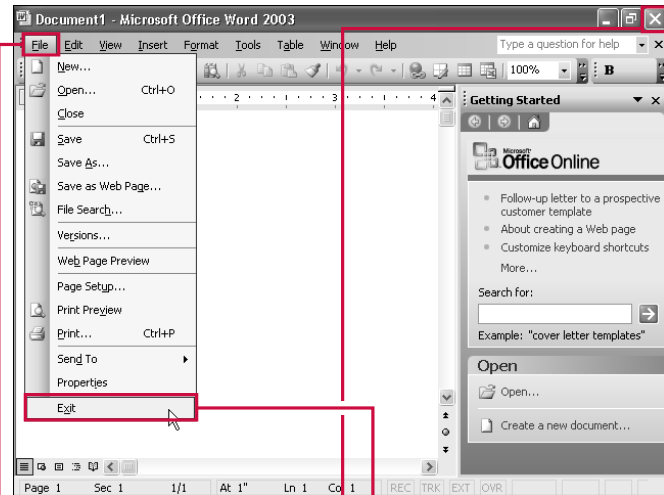 Document1 - Microsoft Office Word 2003
File Edit View Insert Format Tools Table Window Help Type a question for help
100% B
New...
Open... Ctrl+O
Close
Save Ctrl+S
Save As...
Save as Web Page...
File Search...
Versions...
Web Page Preview
Page Setup...
Print Preview
Print... Ctrl+P
Send To
Properties
Exit
2 3 4
Getting Started
Microsoft
Office Online
Follow-up letter to a prospective
customer template
About creating a Web page
Customize keyboard shortcuts
More...
Search for:
Example: "cover letter templates"
Open
Open...
Create a new document...
Page 1 Sec 1 1/1 At 1" Ln 1 Col 1 REC TRK EXT OVR